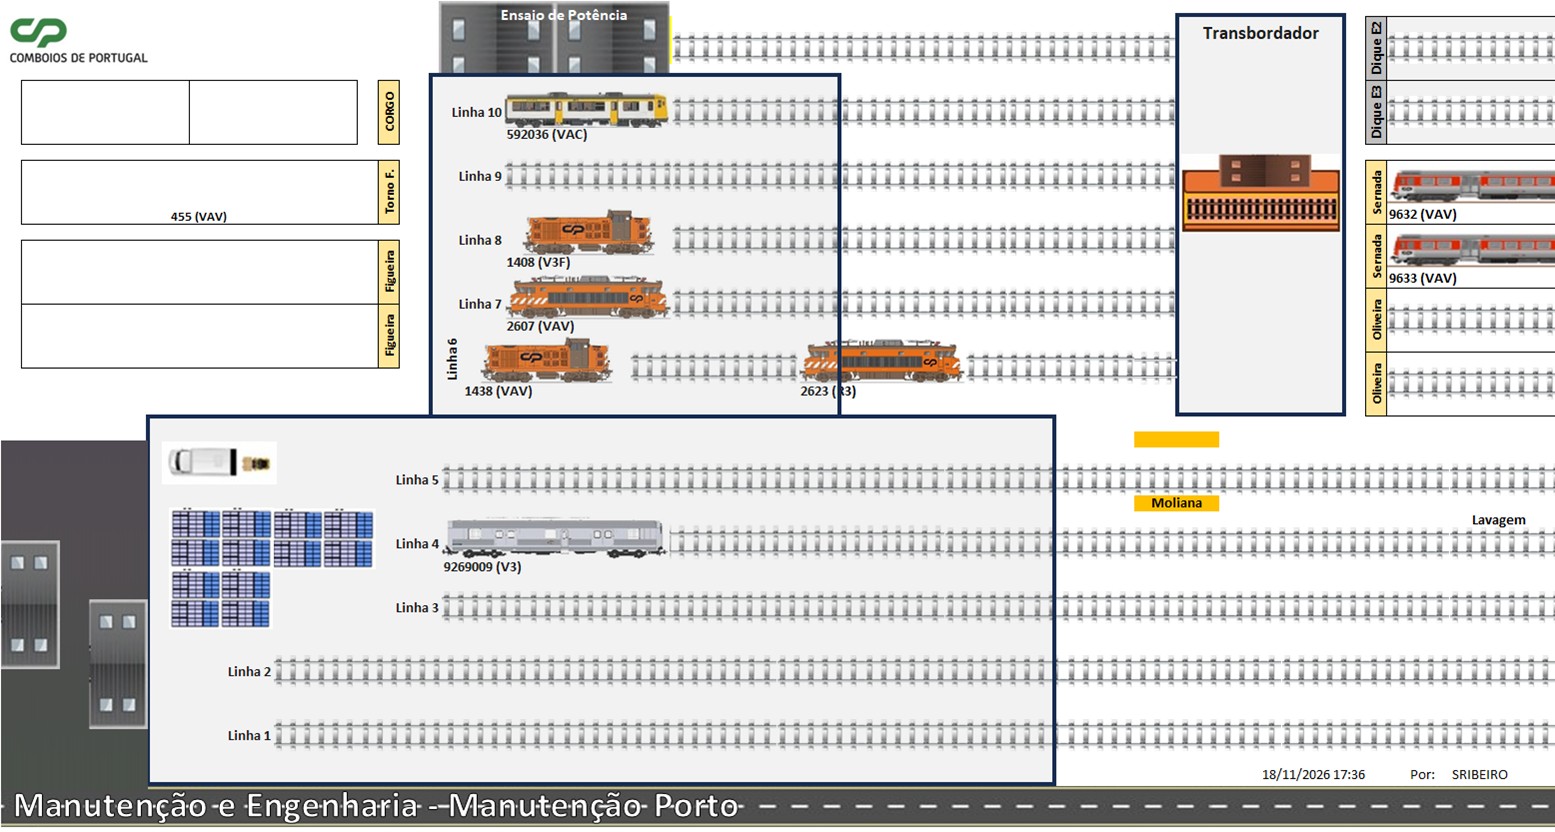 CP
COMBOIOS DE PORTUGAL
Ensaio de Potência
Transbordador
Dique E2
Dique E3
CORGO
Torno F.
455 (VAV)
Figueira
Figueira
Linha 10
592036 (VAC)
Linha 9
Linha 8
1408 (V3F)
Linha 7
2607 (VAV)
Linha 6
1438 (VAV)
2623 (R3)
Sernada
9632 (VAV)
Sernada
9633 (VAV)
Oliveira
Oliveira
Linha 5
Moliana
Lavagem
Linha 4
9269009 (V3)
Linha 3
Linha 2
Linha 1
18/11/2026 17:36 Por: SRIBEIRO
Manutenção e Engenharia - Manutenção Porto